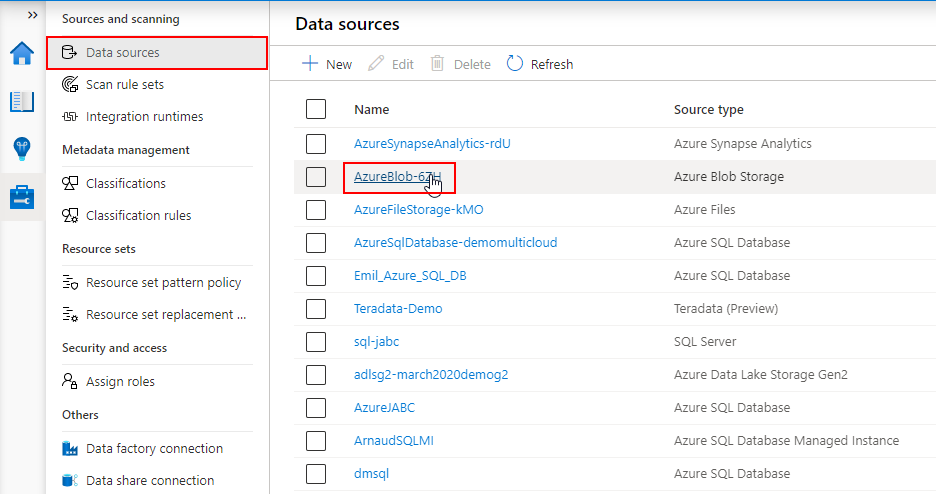 Sources and scanning
Data sources
Scan rule sets
Integration runtimes
Metadata management
Classifications
Classification rules
Resource sets
Resource set pattern policy
Resource set replacement ...
Security and access
Assign roles
Others
Data factory connection
Data share connection
Data sources
New Edit Delete Refresh
Name Source type
AzureSynapseAnalytics-rdU Azure Synapse Analytics
AzureBlob-6ZH Azure Blob Storage
AzureFileStorage-kMO Azure Files
AzureSqlDatabase-demomulticloud Azure SQL Database
Emil_Azure_SQL_DB Azure SQL Database
Teradata-Demo Teradata (Preview)
sql-jabc SQL Server
adlsg2-march2020demog2 Azure Data Lake Storage Gen2
AzureJABC Azure SQL Database
ArnaudSQLMI Azure SQL Database Managed Instance
dmsql Azure SQL Database